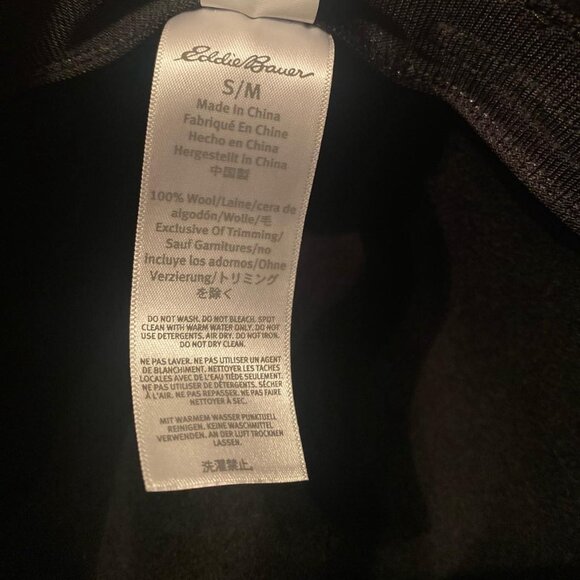 Eddie Bauer
S/M
Made In China
Fabriqué En Chine
Hecho en China
Hergestellt in China
中国製
100% Wool/Laine/cera de
algodón/Wolle/毛
Exclusive Of Trimming/
Sauf Garnitures/no
incluye los adornos/Ohne
Verzierung/トリミング
を除く
DO NOT WASH. DO NOT BLEACH. SPOT
CLEAN WITH WARM WATER ONLY. DO NOT
USE DETERGENTS. AIR DRY. DO NOT IRON.
DO NOT DRY CLEAN.
NE PAS LAVER. NE PAS UTILISER UN AGENT
DE BLANCHIMENT. NETTOYER LES TACHES
LOCALES AVEC DE L'EAU TIÈDE SEULEMENT.
NE PAS UTILISER DE DÉTERGENTS. SÉCHER
À L'AIR. NE PAS REPASSER. NE PAS FAIRE
NETTOYER À SEC.
MIT WARMEM WASSER PUNKTUELL
REINIGEN. KEINE WASCHMITTEL
VERWENDEN. AN DER LUFT TROCKNEN
LASSEN.
洗濯禁止。